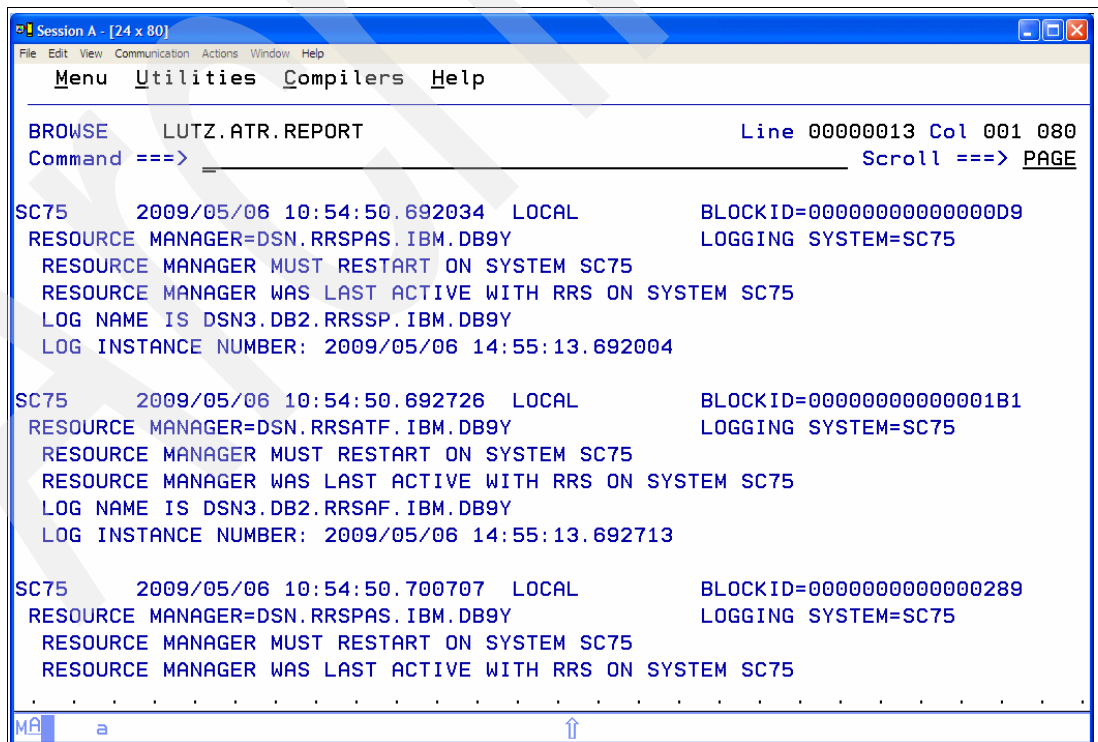 Session A - [24 x 80]
File Edit View Communication Actions Window Help
Menu Utilities Compilers Help
BROWSE LUTZ.ATR.REPORT Line 00000013 Col 001 080
Command ===> Scroll ===> PAGE
SC75 2009/05/06 10:54:50.692034 LOCAL BLOCKID=00000000000000D9
RESOURCE MANAGER=DSN.RRSPAS.IBM.DB9Y LOGGING SYSTEM=SC75
RESOURCE MANAGER MUST RESTART ON SYSTEM SC75
RESOURCE MANAGER WAS LAST ACTIVE WITH RRS ON SYSTEM SC75
LOG NAME IS DSN3.DB2.RRSSP.IBM.DB9Y
LOG INSTANCE NUMBER: 2009/05/06 14:55:13.692004
SC75 2009/05/06 10:54:50.692726 LOCAL BLOCKID=00000000000001B1
RESOURCE MANAGER=DSN.RRSATF.IBM.DB9Y LOGGING SYSTEM=SC75
RESOURCE MANAGER MUST RESTART ON SYSTEM SC75
RESOURCE MANAGER WAS LAST ACTIVE WITH RRS ON SYSTEM SC75
LOG NAME IS DSN3.DB2.RRSAF.IBM.DB9Y
LOG INSTANCE NUMBER: 2009/05/06 14:55:13.692713
SC75 2009/05/06 10:54:50.700707 LOCAL BLOCKID=0000000000000289
RESOURCE MANAGER=DSN.RRSPAS.IBM.DB9Y LOGGING SYSTEM=SC75
RESOURCE MANAGER MUST RESTART ON SYSTEM SC75
RESOURCE MANAGER WAS LAST ACTIVE WITH RRS ON SYSTEM SC75
. . . . . . . . . . . . . . . . . . . . . . . . . . .
MA a